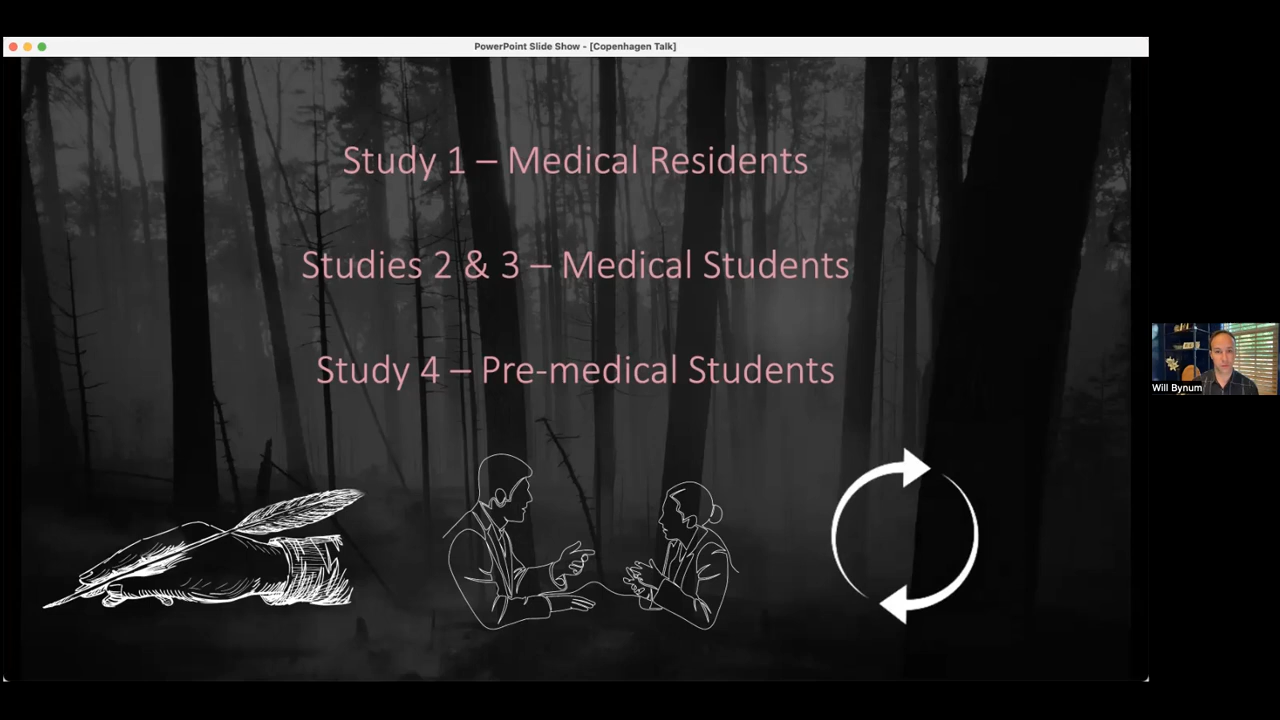 PowerPoint Slide Show - [Copenhagen Talk]
Study 1 – Medical Residents
Studies 2 & 3 – Medical Students
Study 4 – Pre-medical Students
Will Bynum